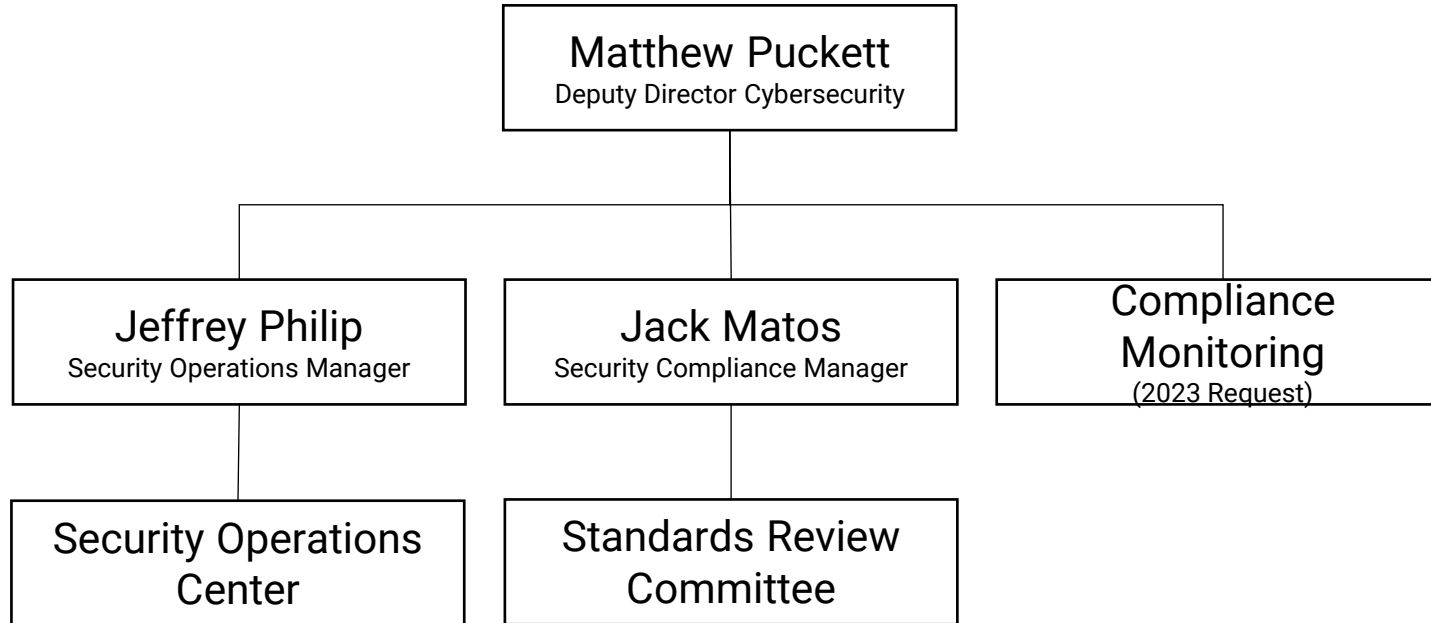 Matthew Puckett
Deputy Director Cybersecurity
Jeffrey Philip
Security Operations Manager
Jack Matos
Security Compliance Manager
Compliance
Monitoring
(2023 Request)
Security Operations
Center
Standards Review
Committee